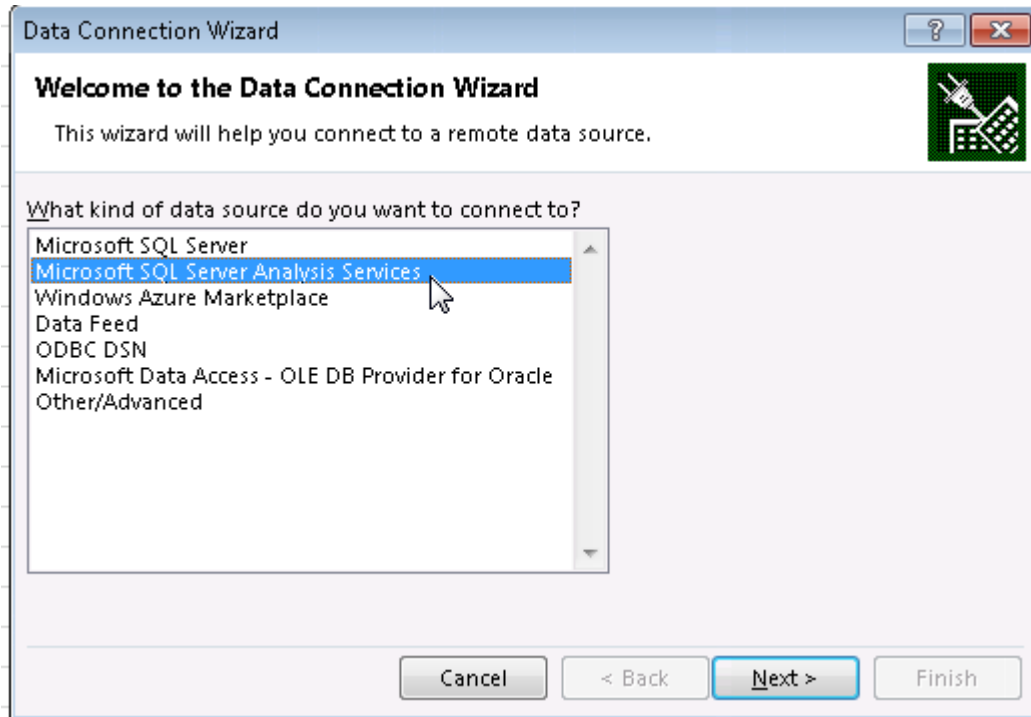 Data Connection Wizard
Welcome to the Data Connection Wizard
This wizard will help you connect to a remote data source.
What kind of data source do you want to connect to?
Microsoft SQL Server
Microsoft SQL Server Analysis Services
Windows Azure Marketplace
Data Feed
ODBC DSN
Microsoft Data Access - OLE DB Provider for Oracle
Other/Advanced
Cancel < Back Next > Finish